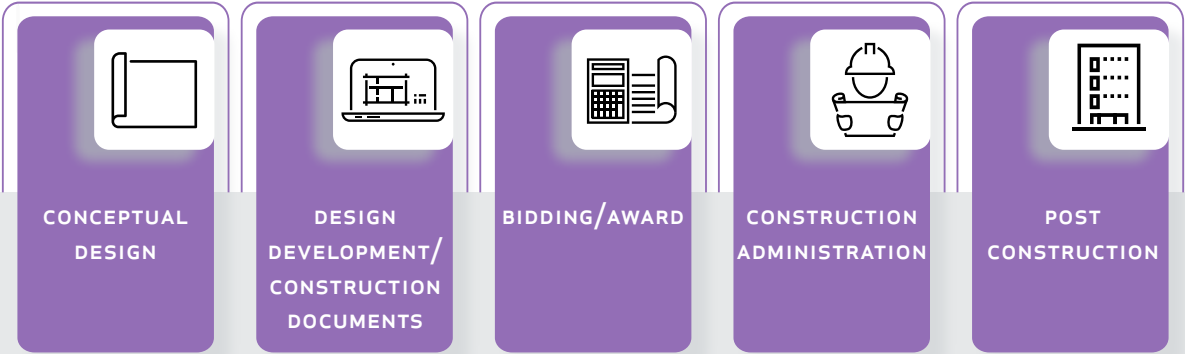 CONCEPTUAL
DESIGN
DESIGN
DEVELOPMENT/
CONSTRUCTION
DOCUMENTS
BIDDING/AWARD
CONSTRUCTION
ADMINISTRATION
POST
CONSTRUCTION